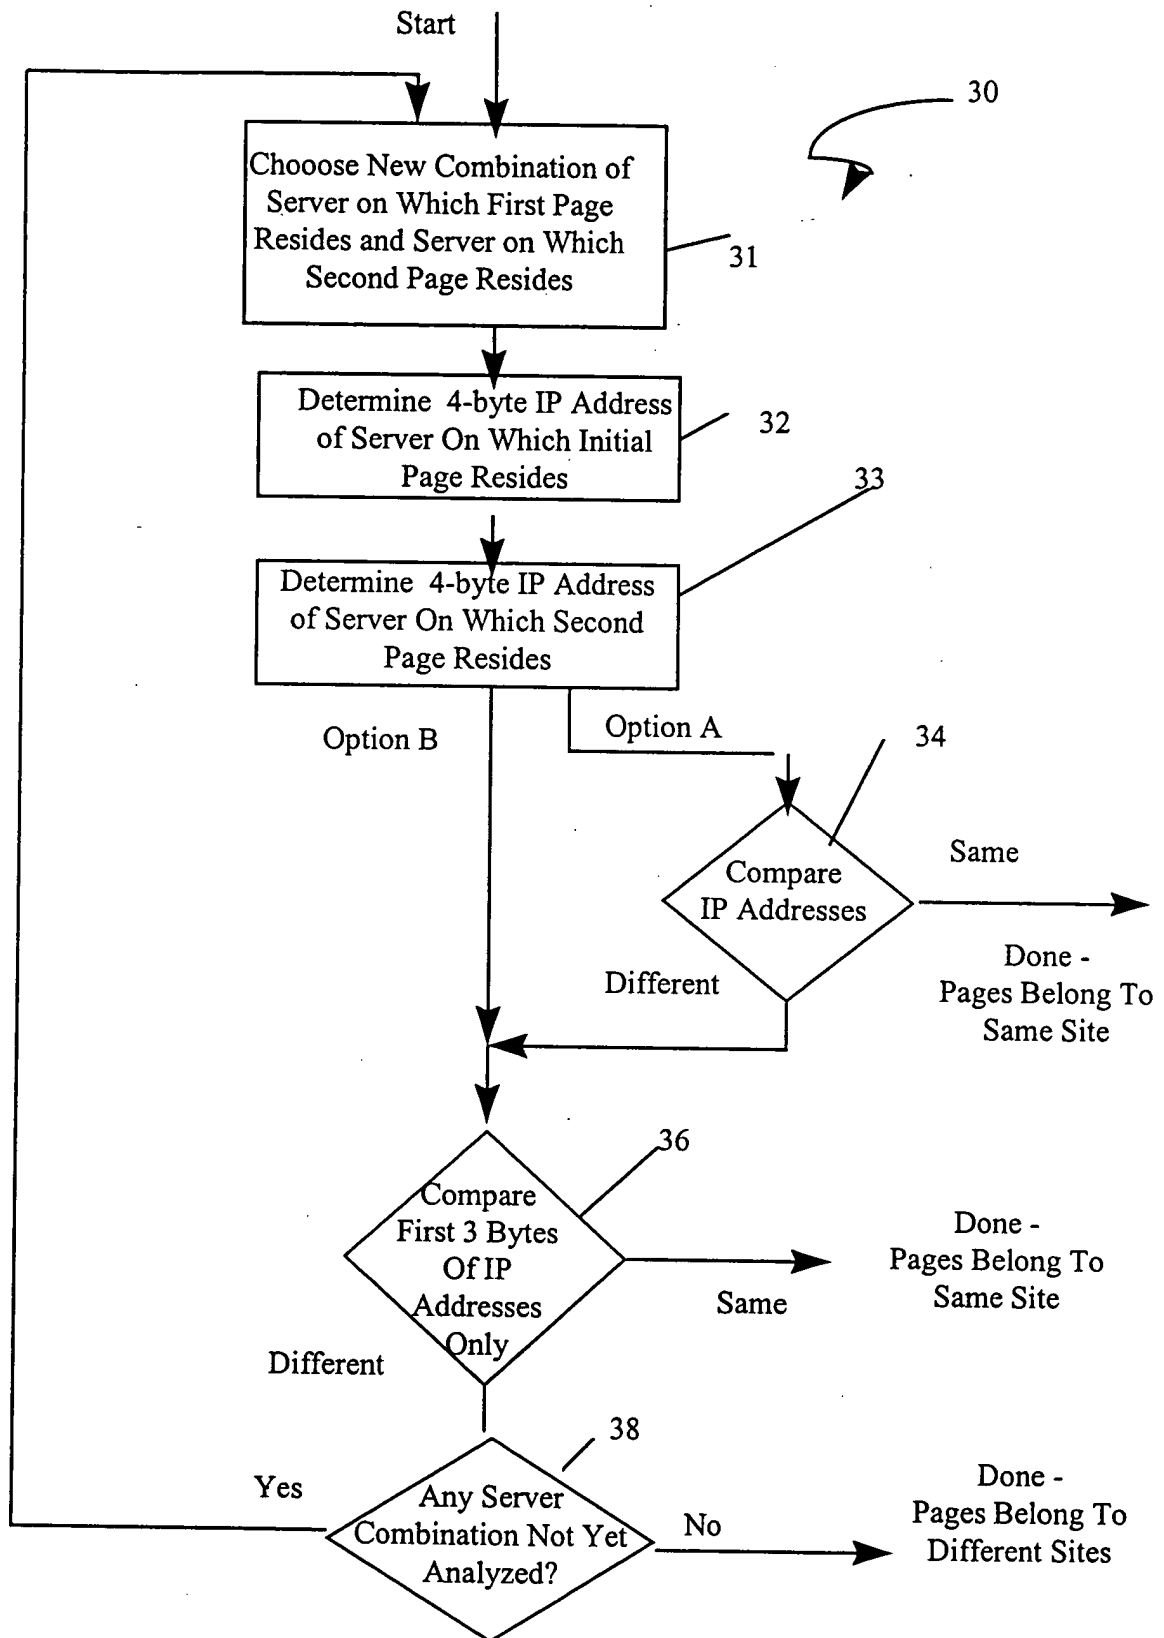 Start
30
Chooose New Combination of
Server on Which First Page
Resides and Server on Which
Second Page Resides
31
Determine 4-byte IP Address
of Server On Which Initial
Page Resides
32
33
Determine 4-byte IP Address
of Server On Which Second
Page Resides
Option B
Option A
34
Compare
IP Addresses
Same
Done -
Pages Belong To
Same Site
Different
36
Compare
First 3 Bytes
Of IP
Addresses
Only
Same
Done -
Pages Belong To
Same Site
Different
38
Any Server
Combination Not Yet
Analyzed?
Yes
No
Done -
Pages Belong To
Different Sites